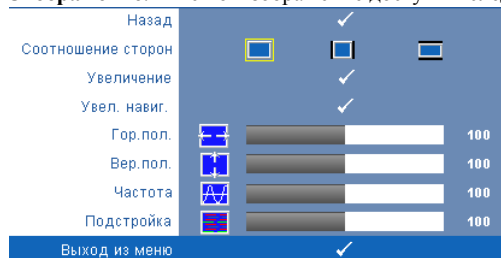 Назад
Соотношение сторон
Увеличение
Увел. навиг.
Гор.пол. 100
Вер.пол. 100
Частота 100
Подстройка 100
Выход из меню